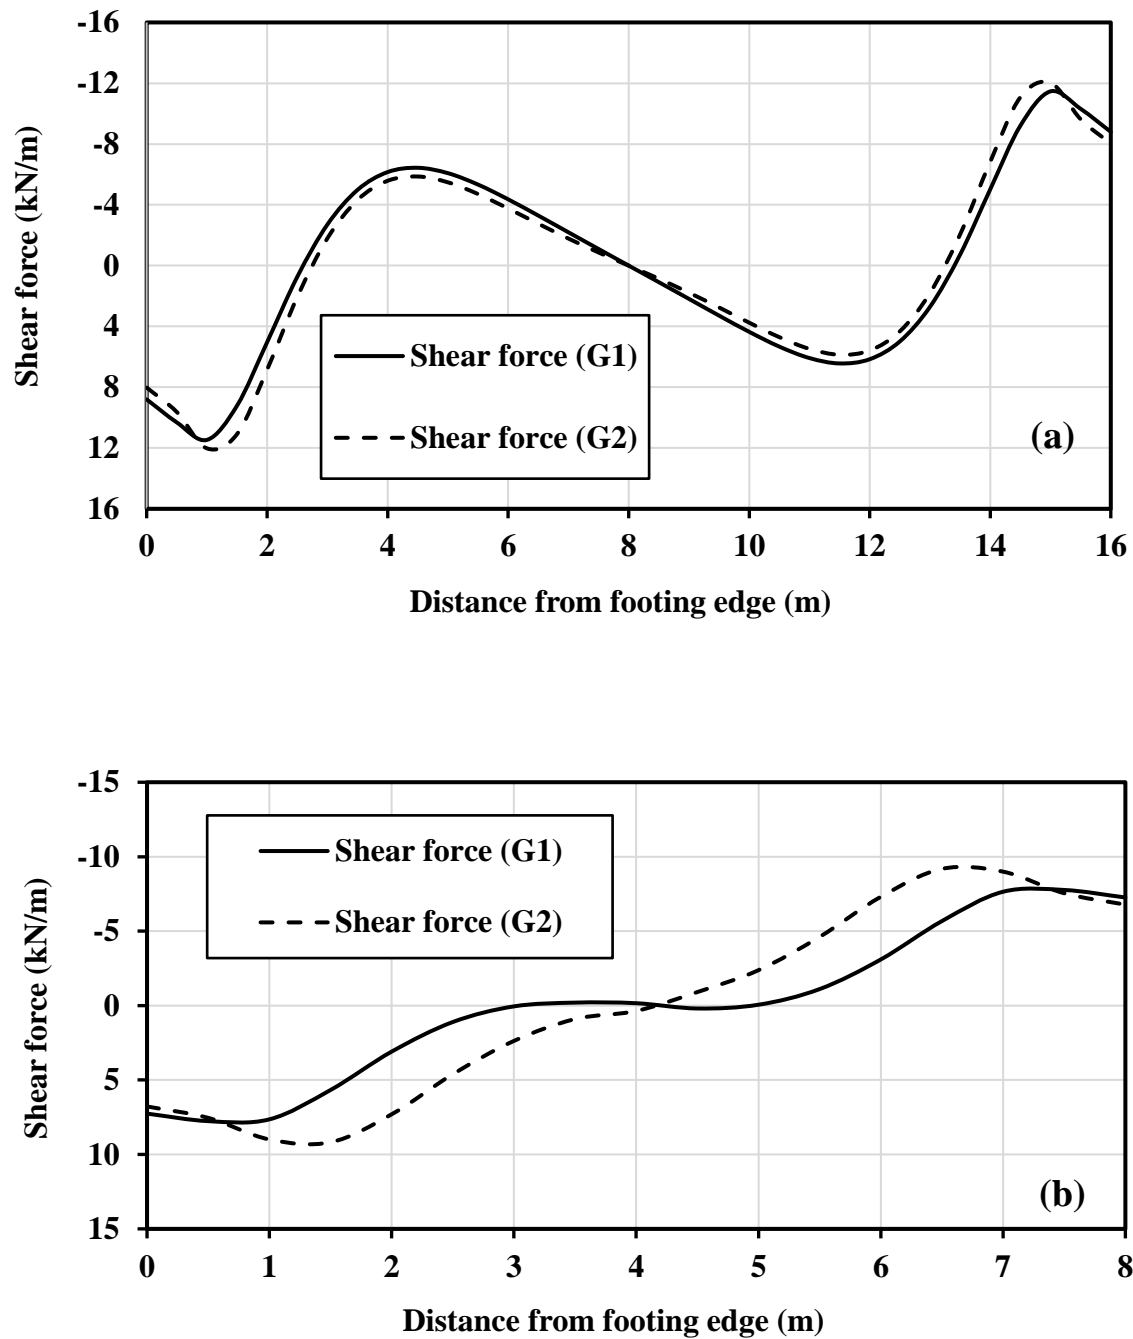 -16
-12
-8
-4
0
4
8
12
16
Shear force (kN/m)
Shear force (G1)
Shear force (G2)
(a)
0 2 4 6 8 10 12 14 16
Distance from footing edge (m)
-15
-10
-5
0
5
10
15
Shear force (kN/m)
Shear force (G1)
Shear force (G2)
(b)
0 1 2 3 4 5 6 7 8
Distance from footing edge (m)